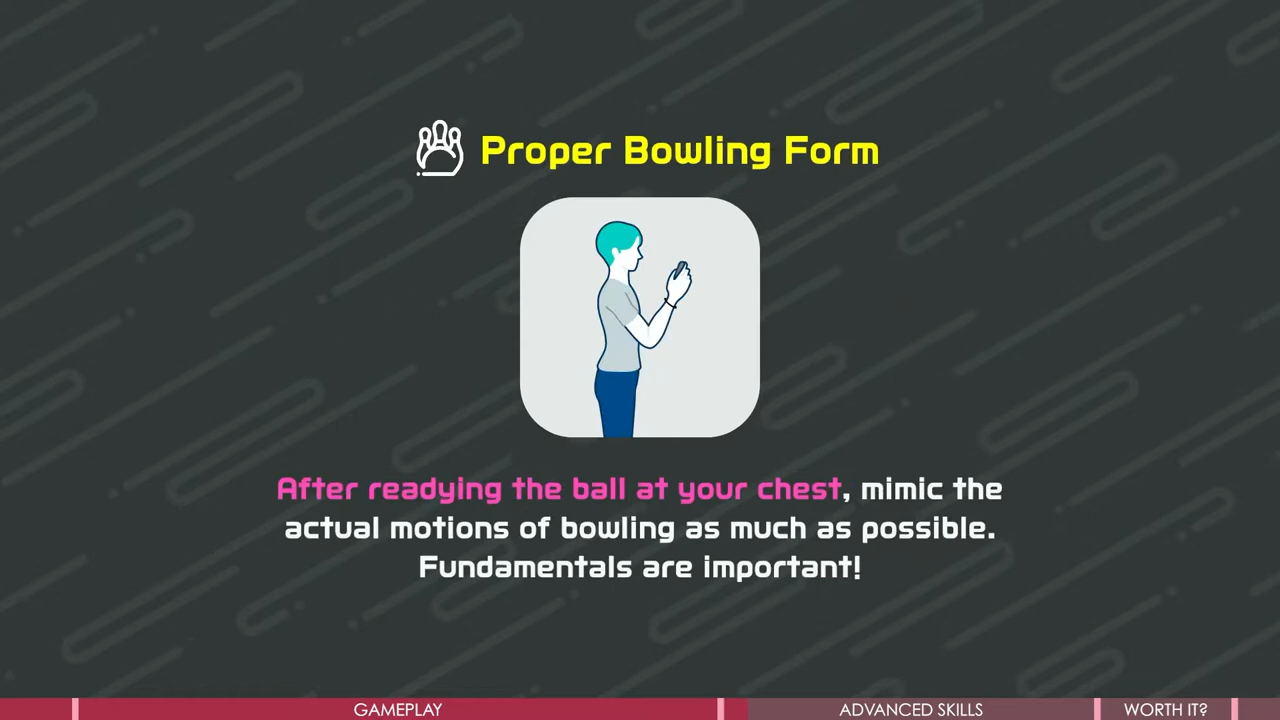 Proper Bowling Form
After readying the ball at your chest, mimic the
actual motions of bowling as much as possible.
Fundamentals are important!
GAMEPLAY
ADVANCED SKILLS
WORTH IT?